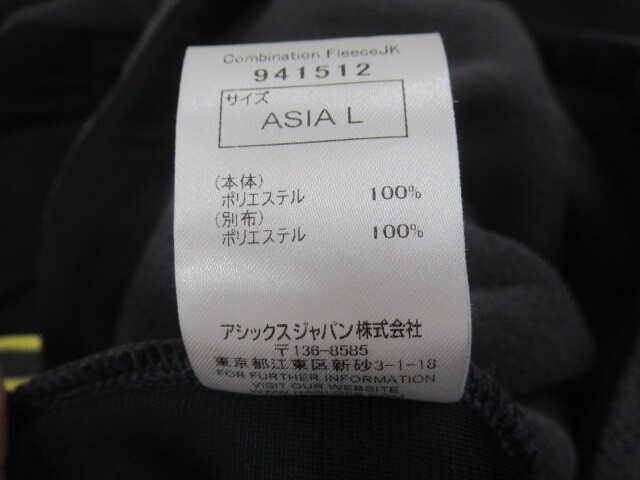 Combination FleeceJK
941512
サイズ
ASIA L
(本体)
ポリエステル 100%
(別布)
ポリエステル 100%
アシックスジャパン株式会社
〒136-8585
東京都江東区新砂3-1-18
FOR FURTHER INFORMATION
VISIT OUR WEBSITE